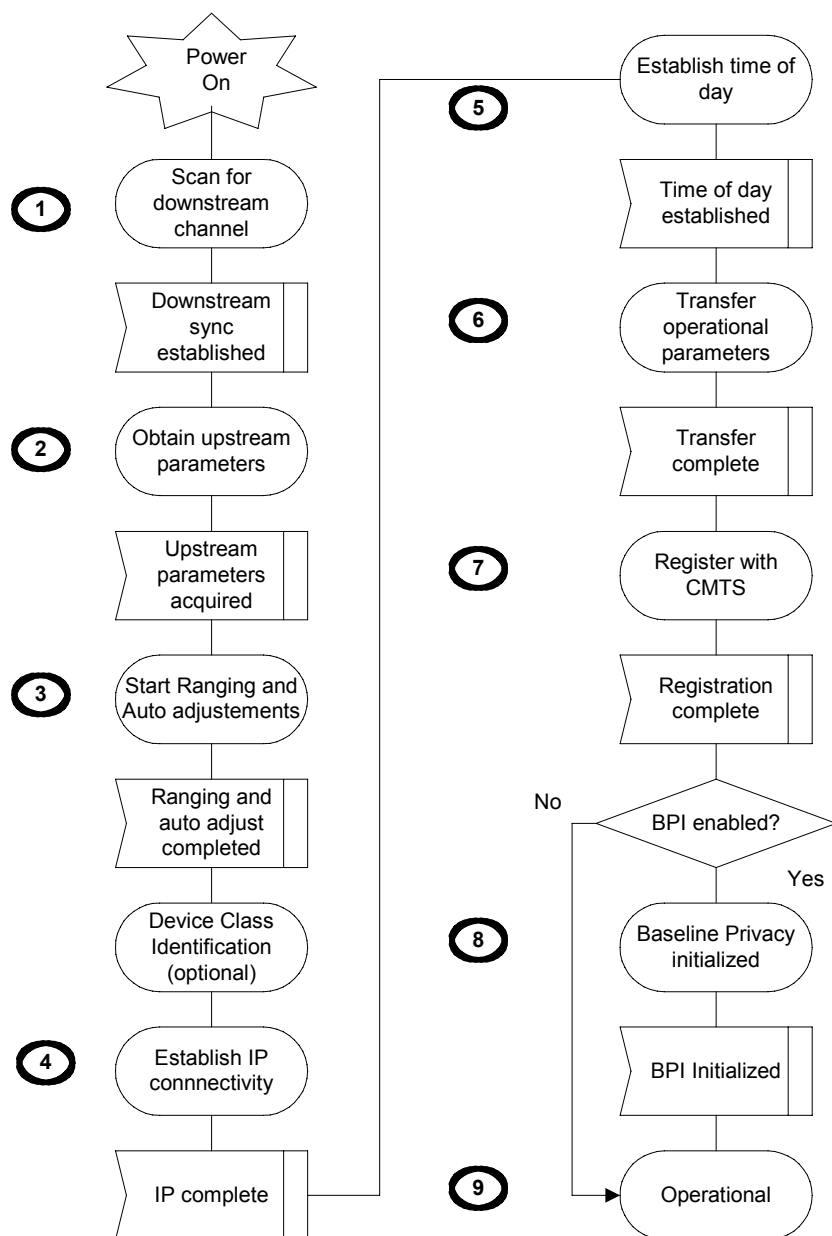 Power
On
1
Scan for
downstream
channel
Downstream
sync
established
2
Obtain upstream
parameters
Upstream
parameters
acquired
3
Start Ranging and
Auto adjustements
Ranging and
auto adjust
completed
Device Class
Identification
(optional)
4
Establish IP
connnectivity
IP complete
5
Establish time of
day
Time of day
established
6
Transfer
operational
parameters
Transfer
complete
7
Register with
CMTS
Registration
complete
No
BPI enabled?
Yes
8
Baseline Privacy
initialized
BPI Initialized
9
Operational